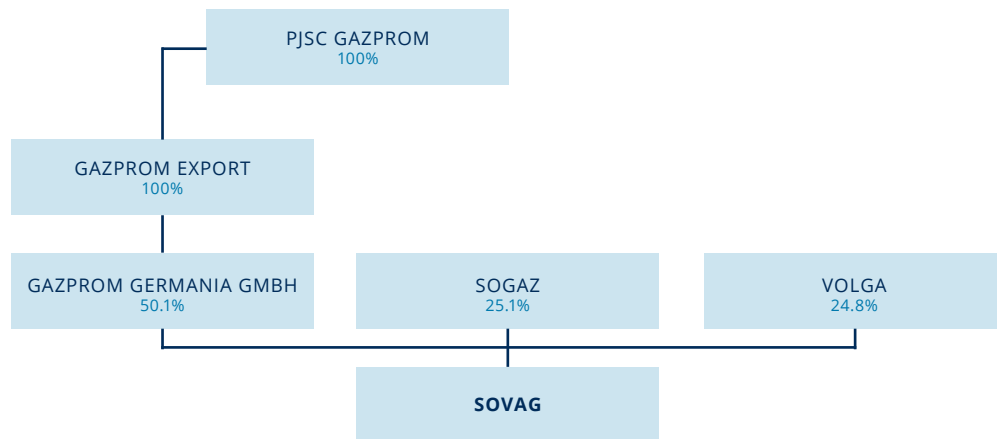 PJSC GAZPROM
100%
GAZPROM EXPORT
100%
GAZPROM GERMANIA GMBH
50.1%
SOGAZ
25.1%
VOLGA
24.8%
SOVAG